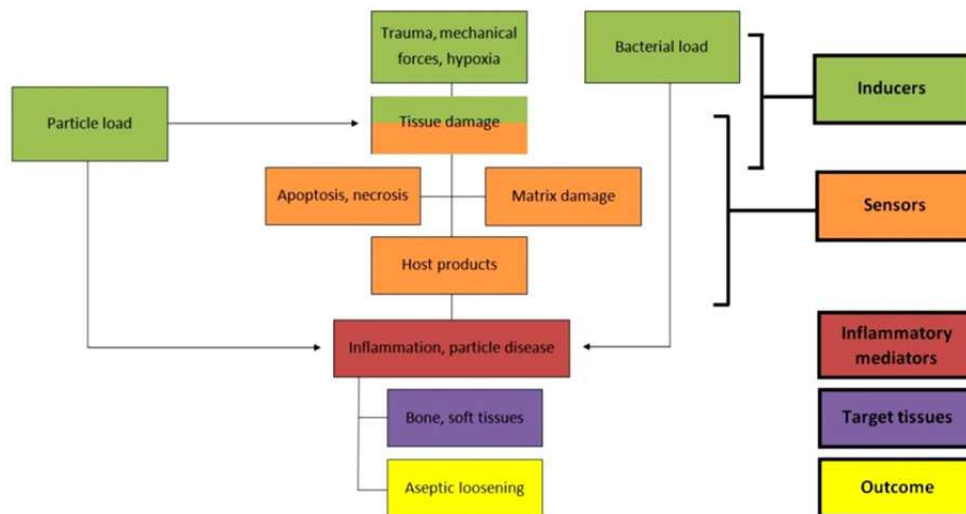 Trauma, mechanical
forces, hypoxia
Bacterial load
Inducers
Particle load
Tissue damage
Apoptosis, necrosis
Matrix damage
Sensors
Host products
Inflammation, particle disease
Inflammatory
mediators
Bone, soft tissues
Target tissues
Aseptic loosening
Outcome